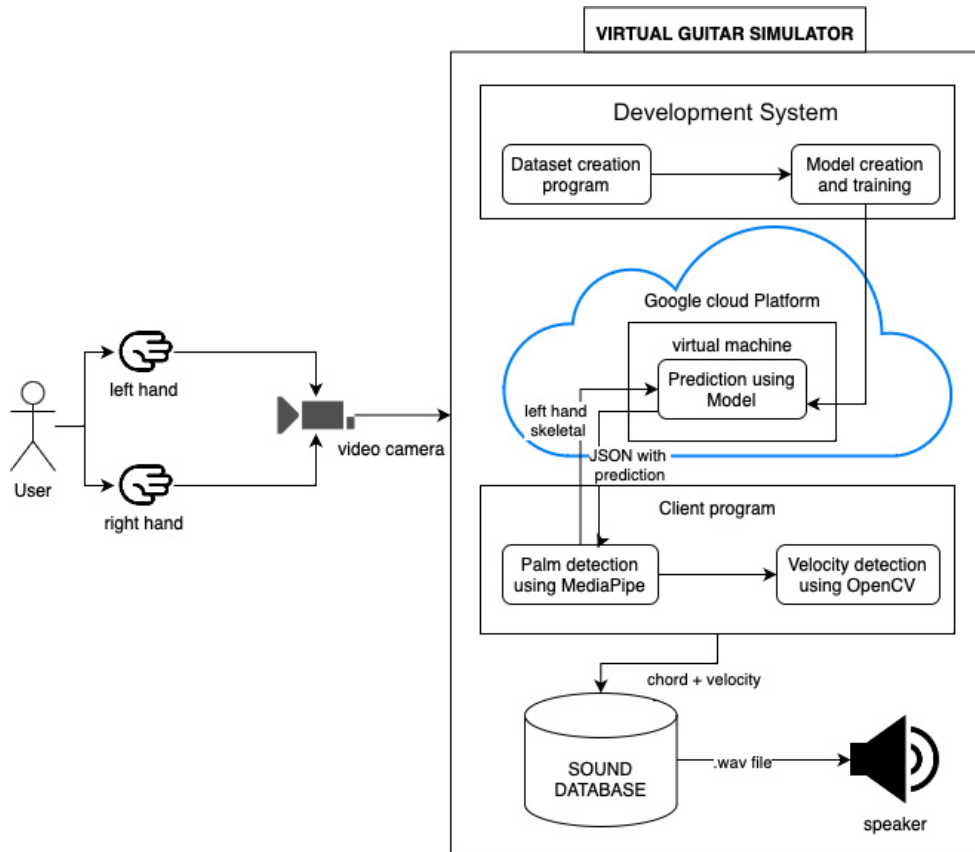 VIRTUAL GUITAR SIMULATOR
Development System
Dataset creation
program
Model creation
and training
Google cloud Platform
virtual machine
Prediction using
Model
left hand
skeletal
JSON with
prediction
left hand
video camera
User
right hand
Client program
Palm detection
using MediaPipe
Velocity detection
using OpenCV
chord + velocity
SOUND
DATABASE
.wav file
speaker